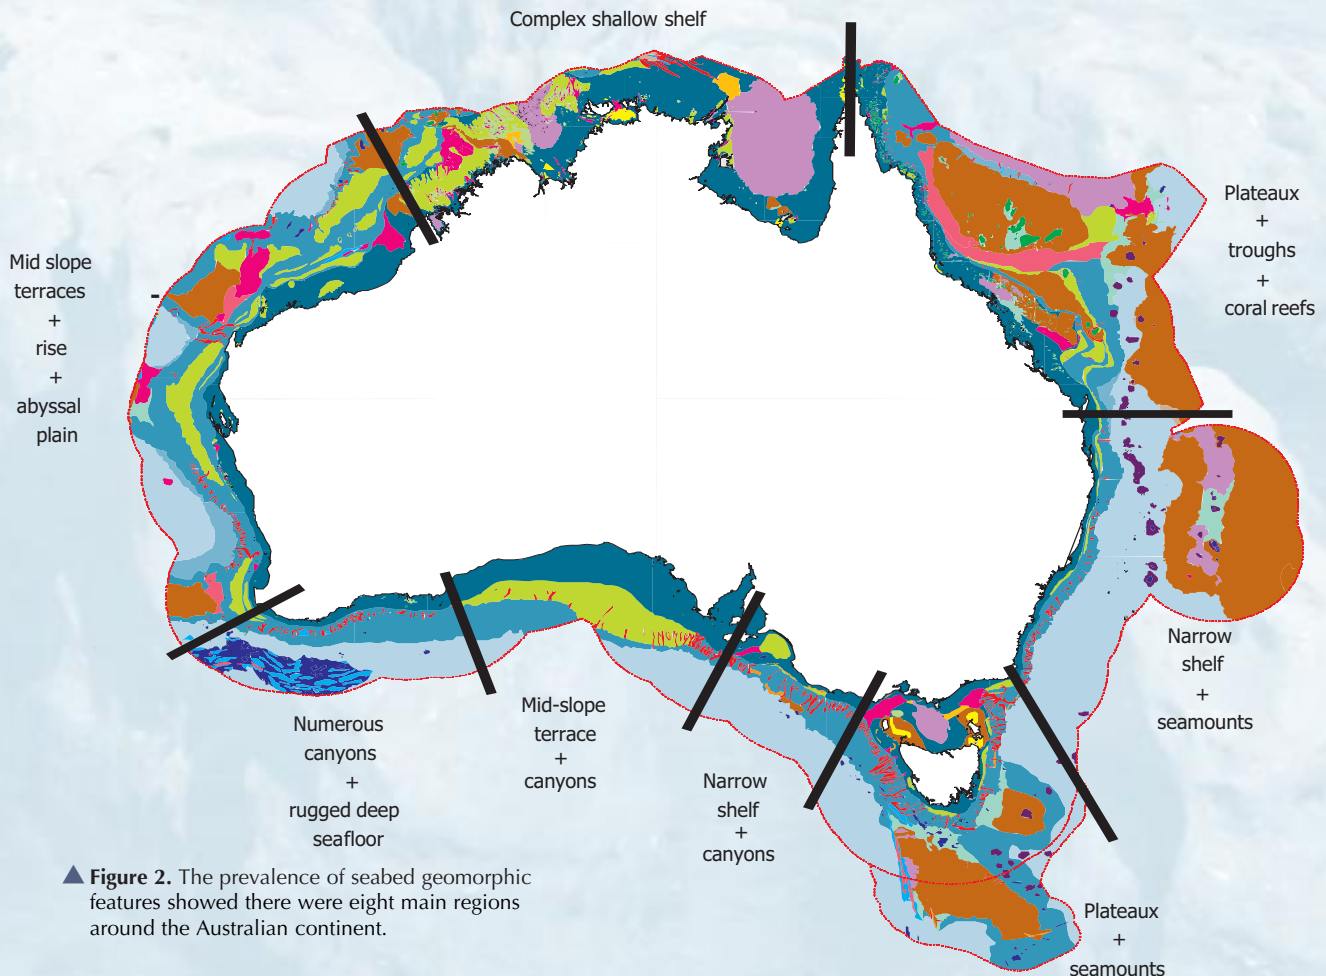 Complex shallow shelf
Plateaux
+
troughs
+
coral reefs
Mid slope
terraces
+
rise
+
abyssal
plain
Narrow
shelf
+
seamounts
Numerous
canyons
+
rugged deep
seafloor
Mid-slope
terrace
+
canyons
Narrow
shelf
+
canyons
Plateaux
+
seamounts
▲ Figure 2. The prevalence of seabed geomorphic
features showed there were eight main regions
around the Australian continent.